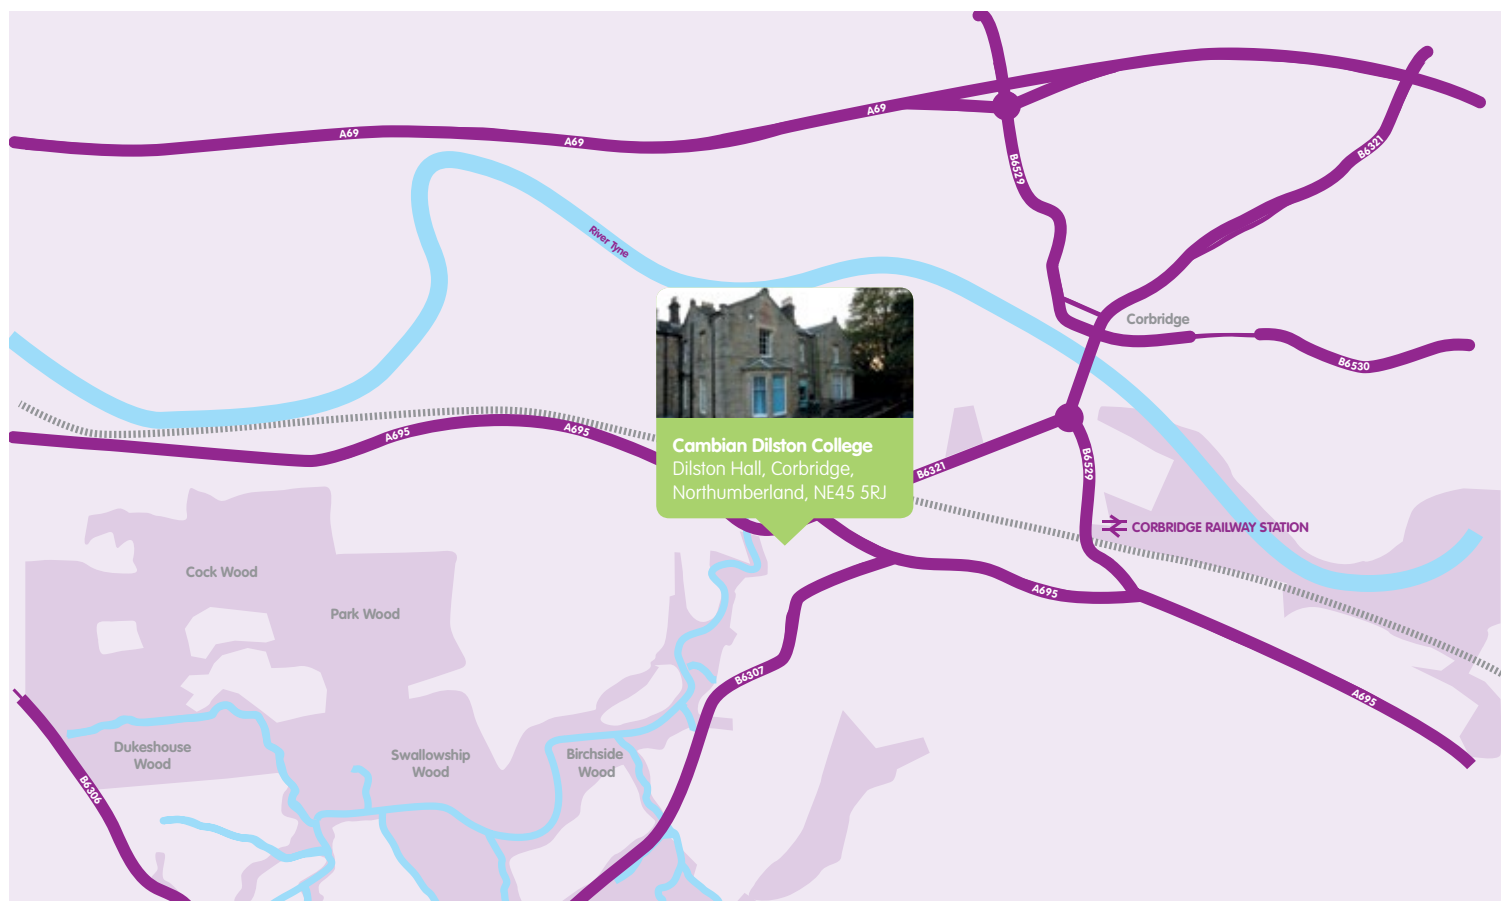 A69
A69
A69
B6529
B6321
River Tyne
Corbridge
B6530
A695
A695
Cambian Dilston College
Dilston Hall, Corbridge,
Northumberland, NE45 5RJ
B6321
B6529
CORBRIDGE RAILWAY STATION
Cock Wood
Park Wood
A695
B6307
A695
Dukeshouse
Wood
Swallowship
Wood
Birchside
Wood
B6306